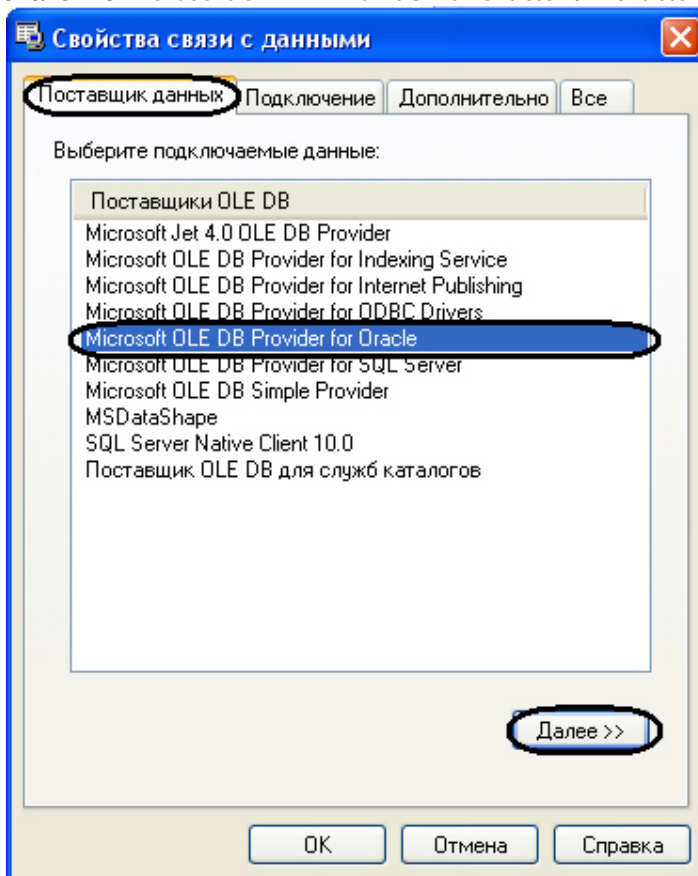 Свойства связи с данными
Поставщик данных Подключение Дополнительно Все
Выберите подключаемые данные:
Поставщики OLE DB
Microsoft Jet 4.0 OLE DB Provider
Microsoft OLE DB Provider for Indexing Service
Microsoft OLE DB Provider for Internet Publishing
Microsoft OLE DB Provider for ODBC Drivers
Microsoft OLE DB Provider for Oracle
Microsoft OLE DB Provider for SQL Server
Microsoft OLE DB Simple Provider
MSDataShape
SQL Server Native Client 10.0
Поставщик OLE DB для служб каталогов
Далее >>
OK Отмена Справка